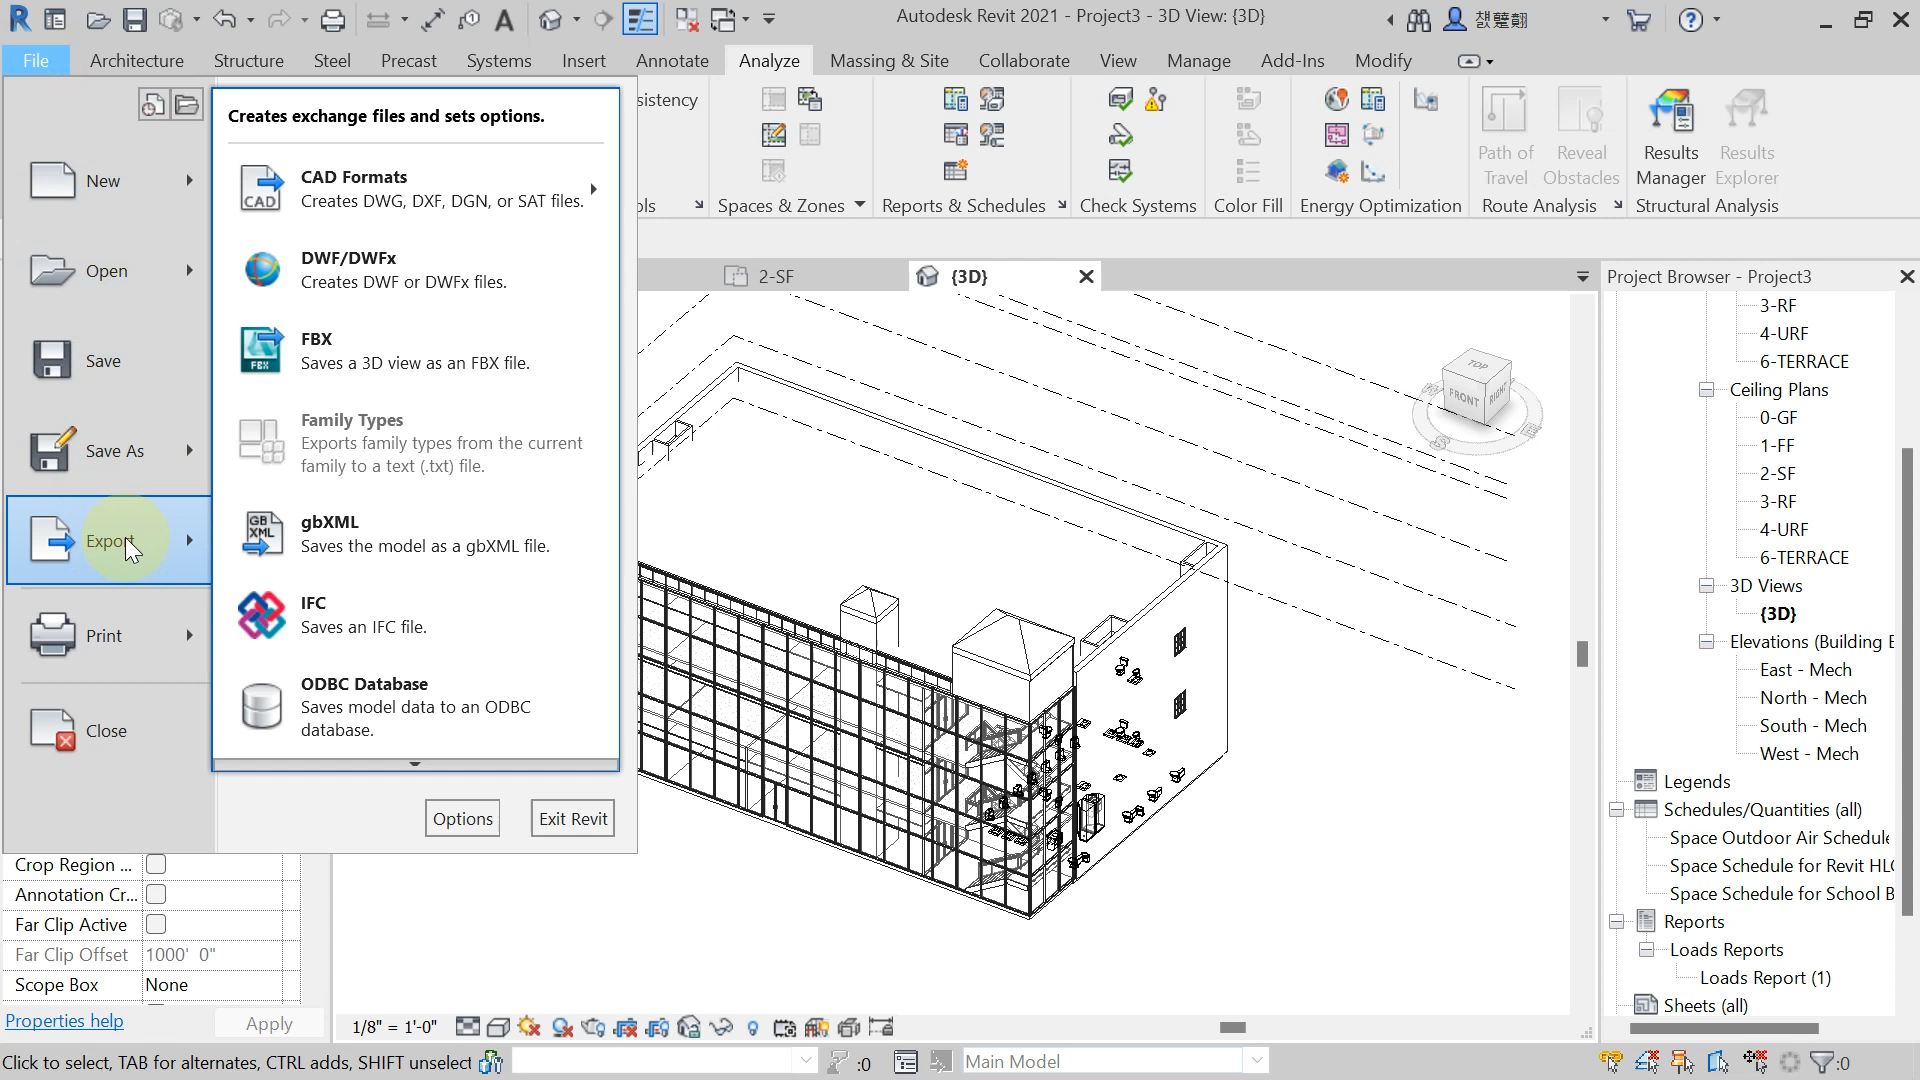 Autodesk Revit 2021 - Project3 - 3D View: {3D}
File
Architecture
Structure
Steel
Precast
Systems
Insert
Annotate
Analyze
Massing & Site
Collaborate
View
Manage
Add-Ins
Modify
Creates exchange files and sets options.
New
Open
Save
Save As
Export
Print
Close
CAD
CAD Formats
Creates DWG, DXF, DGN, or SAT files.
DWF/DWFx
Creates DWF or DWFx files.
FBX
FBX
Saves a 3D view as an FBX file.
Family Types
Exports family types from the current
family to a text (.txt) file.
GB
XML
gbXML
Saves the model as a gbXML file.
IFC
Saves an IFC file.
ODBC Database
Saves model data to an ODBC
database.
Options
Exit Revit
sistency
ols
Spaces & Zones
Reports & Schedules
Check Systems
Color Fill
Energy Optimization
Path of
Travel
Reveal
Obstacles
Route Analysis
Results
Manager
Results
Explorer
Structural Analysis
2-SF
{3D}
TOP
FRONT
RIGHT
W
S
E
Project Browser - Project3
3-RF
4-URF
6-TERRACE
Ceiling Plans
0-GF
1-FF
2-SF
3-RF
4-URF
6-TERRACE
3D Views
{3D}
Elevations (Building E
East - Mech
North - Mech
South - Mech
West - Mech
Legends
Schedules/Quantities (all)
Space Outdoor Air Schedule
Space Schedule for Revit HL
Space Schedule for School B
Reports
Loads Reports
Loads Report (1)
Sheets (all)
Crop Region ...
Annotation Cr...
Far Clip Active
Far Clip Offset 1000' 0"
Scope Box None
Properties help
Apply
1/8" = 1'-0"
Click to select, TAB for alternates, CTRL adds, SHIFT unselect
:0
Main Model
:0